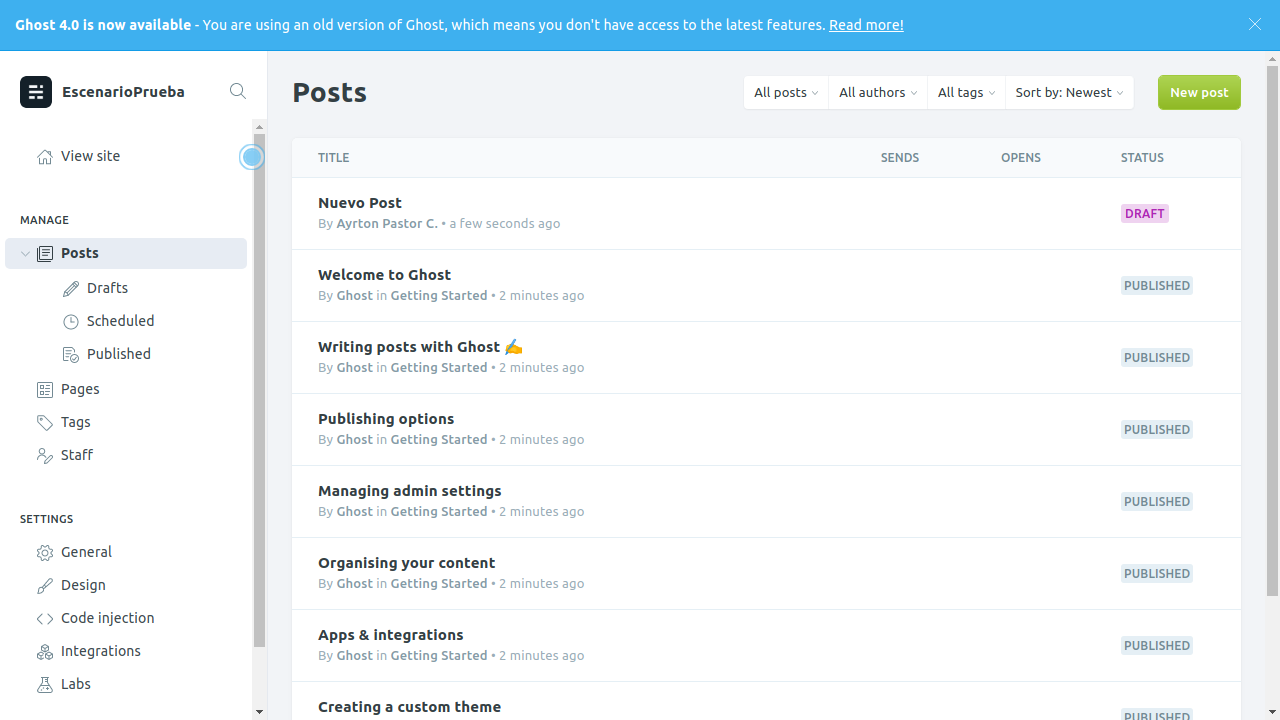 Ghost 4.0 is now available - You are using an old version of Ghost, which means you don't have access to the latest features. Read more!
EscenarioPrueba
View site
MANAGE
Posts
Drafts
Scheduled
Published
Pages
Tags
Staff
SETTINGS
General
Design
Code injection
Integrations
Labs
Posts
All posts
All authors
All tags
Sort by: Newest
New post
TITLE SENDS OPENS STATUS
Nuevo Post
By Ayrton Pastor C. • a few seconds ago
DRAFT
Welcome to Ghost
By Ghost in Getting Started • 2 minutes ago
PUBLISHED
Writing posts with Ghost ✍️
By Ghost in Getting Started • 2 minutes ago
PUBLISHED
Publishing options
By Ghost in Getting Started • 2 minutes ago
PUBLISHED
Managing admin settings
By Ghost in Getting Started • 2 minutes ago
PUBLISHED
Organising your content
By Ghost in Getting Started • 2 minutes ago
PUBLISHED
Apps & integrations
By Ghost in Getting Started • 2 minutes ago
PUBLISHED
Creating a custom theme
PUBLISHED